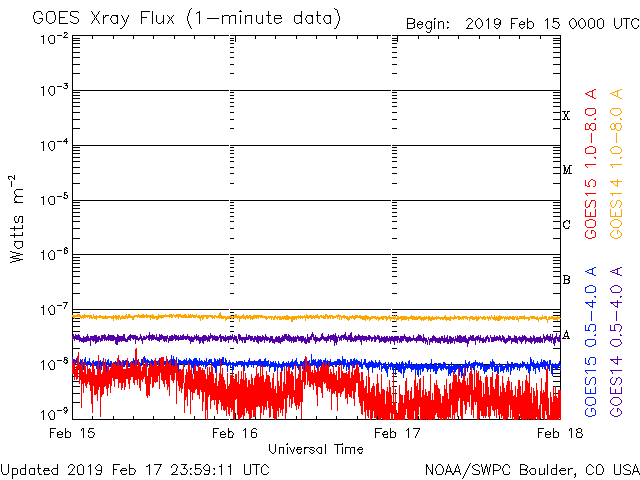 GOES Xray Flux (1-minute data)
Begin: 2019 Feb 15 0000 UTC
Watts m⁻²
10⁻²
10⁻³
10⁻⁴
10⁻⁵
10⁻⁶
10⁻⁷
10⁻⁸
10⁻⁹
X
M
C
B
A
GOES15 1.0-8.0 A
GOES14 1.0-8.0 A
GOES15 0.5-4.0 A
GOES14 0.5-4.0 A
Feb 15 Feb 16 Feb 17 Feb 18
Universal Time
Updated 2019 Feb 17 23:59:11 UTC
NOAA/SWPC Boulder, CO USA